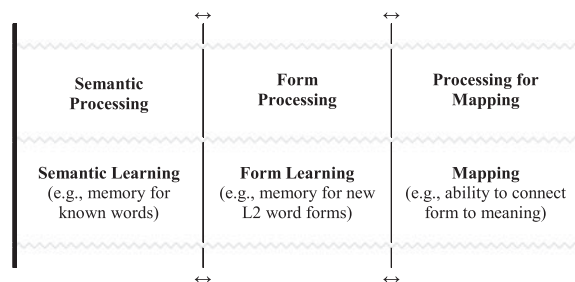 ↔ ↔
Semantic Processing
Form Processing
Processing for Mapping
Semantic Learning
(e.g., memory for
known words)
Form Learning
(e.g., memory for new
L2 word forms)
Mapping
(e.g., ability to connect
form to meaning)
↔ ↔